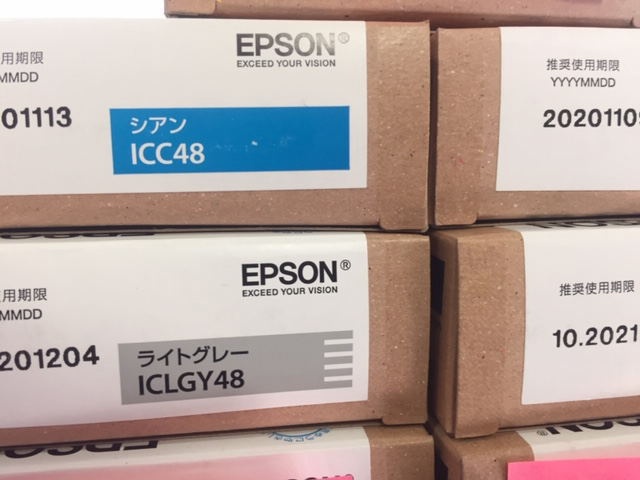 用期限
MMDD
01113
EPSON®
EXCEED YOUR VISION
シアン
ICC48
推奨使用期限
YYYYMMDD
2020110
用期限
MMDD
201204
EPSON®
EXCEED YOUR VISION
ライトグレー
ICLGY48
推奨使用期限
10.2021
EPSON